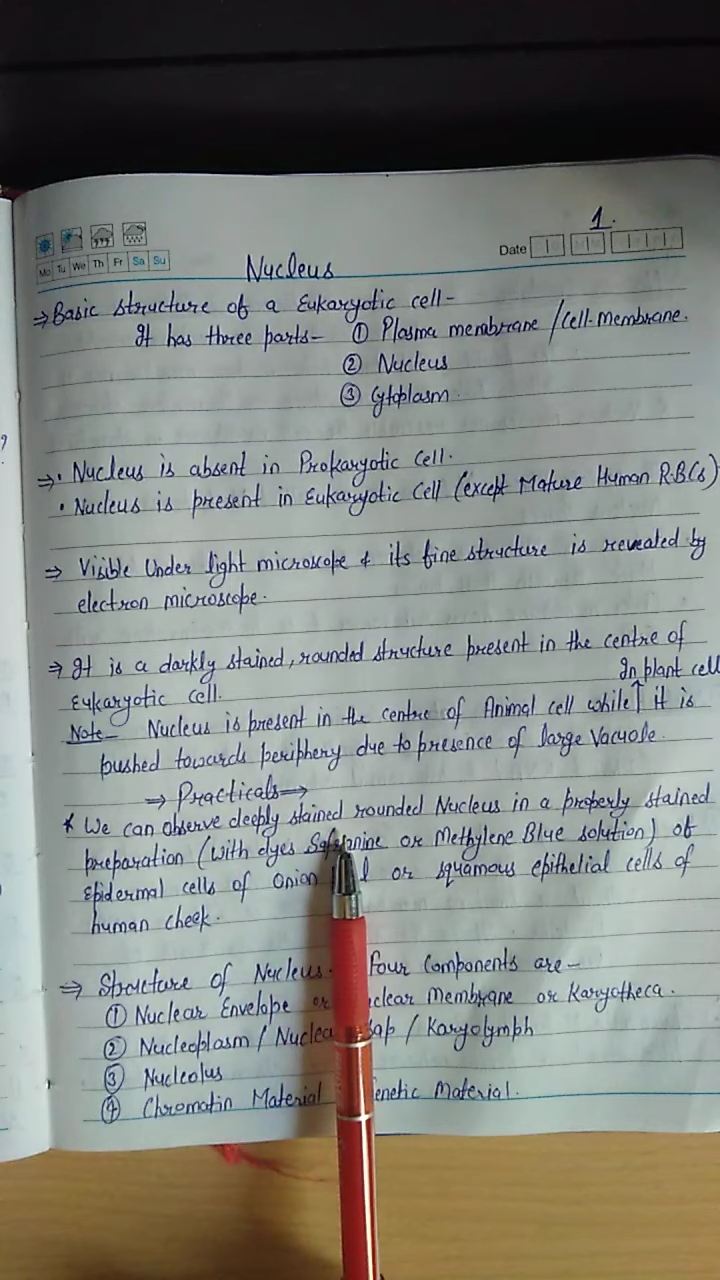 1.
Date
Mo Tu We Th Fr Sa Su
Nucleus
⇒ Basic structure of a Eukaryotic cell-
It has three parts- ① Plasma membrane / Cell-Membrane.
② Nucleus
③ Cytoplasm.
⇒ • Nucleus is absent in Prokaryotic Cell.
• Nucleus is present in Eukaryotic Cell (except Mature Human R.B.Cs)
⇒ Visible Under light microscope & its fine structure is revealed by
electron microscope.
⇒ It is a darkly stained, rounded structure present in the centre of
Eukaryotic cell.
In plant cell
Note- Nucleus is present in the centre of Animal cell while ↑ it is
pushed towards periphery due to presence of large Vacuole.
⇒ Practicals ⇒
* We can observe deeply stained rounded Nucleus in a properly stained
preparation (with dyes or Methylene Blue solution) of
Epidermal cells of Onion or squamous epithelial cells of
human cheek.
⇒ Structure of Nucleus. Four Components are-
① Nuclear Envelope or Membrane or Karyotheca.
② Nucleoplasm / sap / Karyolymph
③ Nucleolus
④ Chromatin Material Material.